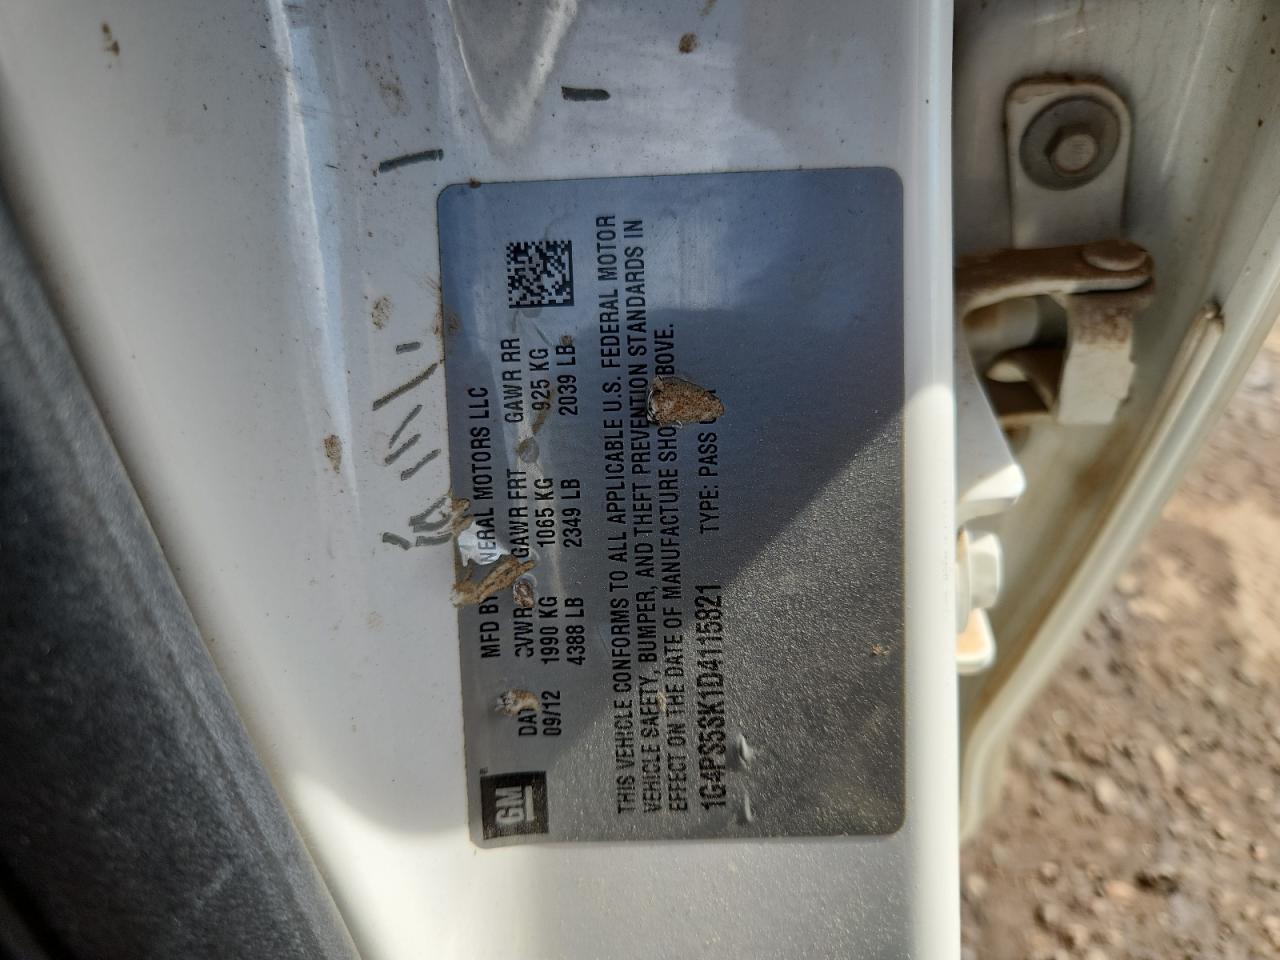 GM
MFD BY GENERAL MOTORS LLC
DATE GVWR GAWR FRT GAWR RR
09/12 1990 KG 1065 KG 925 KG
4388 LB 2349 LB 2039 LB
THIS VEHICLE CONFORMS TO ALL APPLICABLE U.S. FEDERAL MOTOR
VEHICLE SAFETY, BUMPER, AND THEFT PREVENTION STANDARDS IN
EFFECT ON THE DATE OF MANUFACTURE SHOWN ABOVE.
1G4PS5SK1D4115821 TYPE: PASS